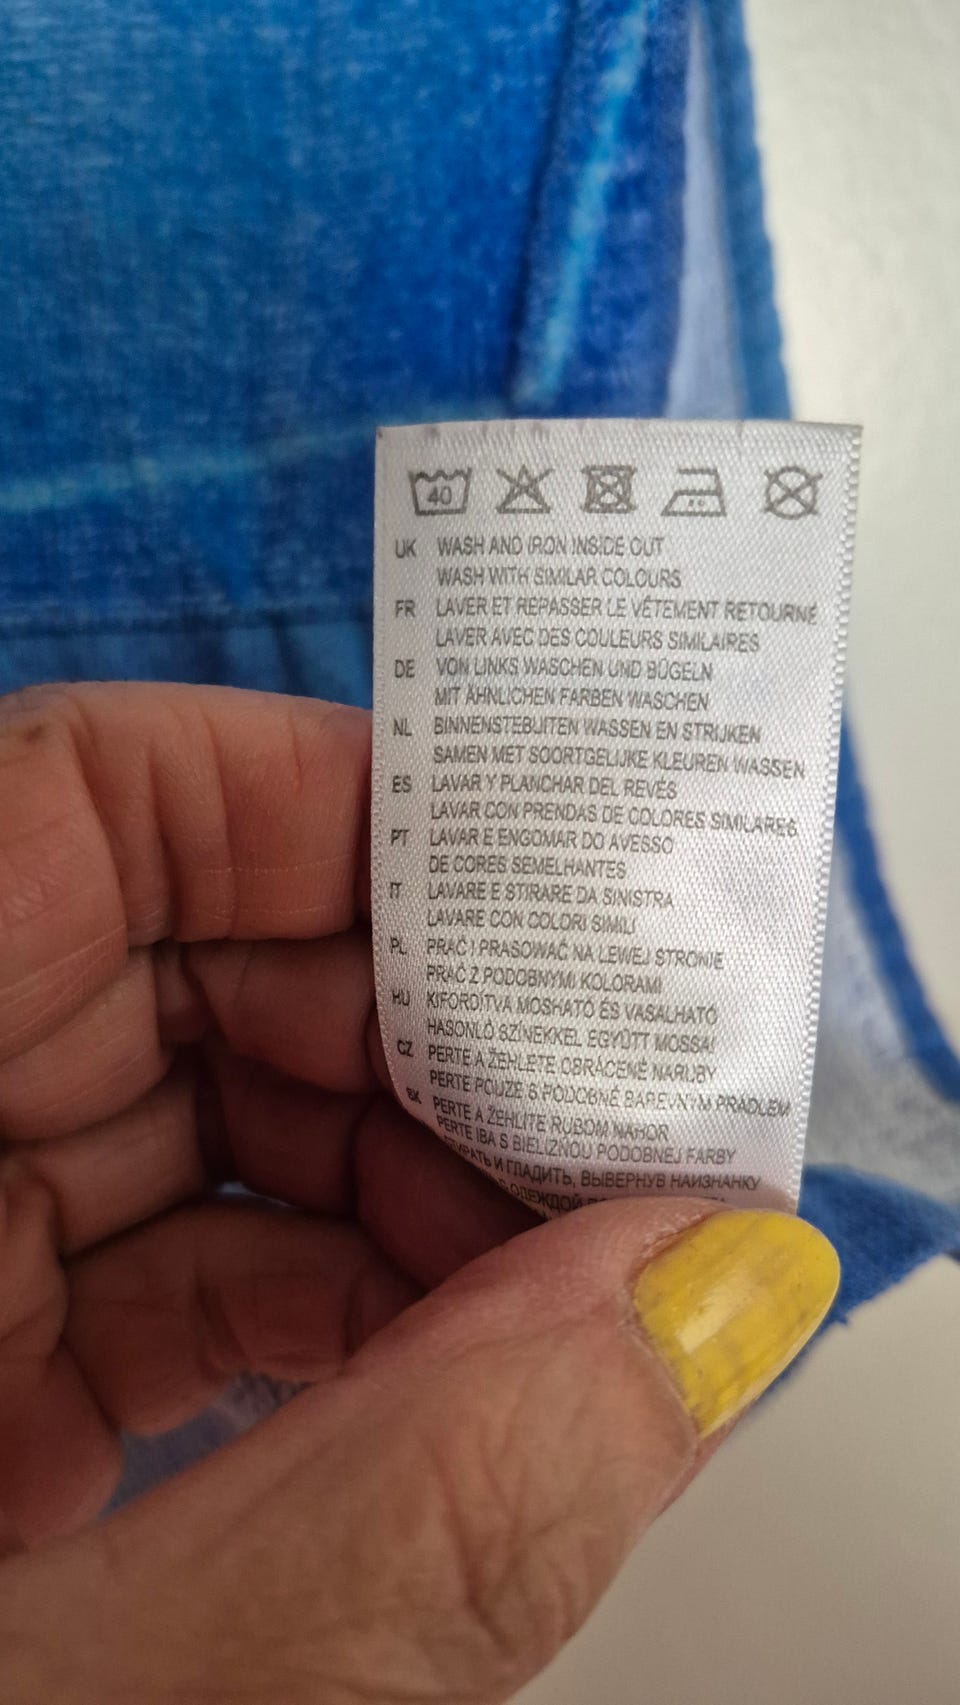 40
UK WASH AND IRON INSIDE OUT
WASH WITH SIMILAR COLOURS
FR LAVER ET REPASSER LE VÊTEMENT RETOURNÉ
LAVER AVEC DES COULEURS SIMILAIRES
DE VON LINKS WASCHEN UND BÜGELN
MIT ÄHNLICHEN FARBEN WASCHEN
NL BINNENSTEBUITEN WASSEN EN STRIJKEN
SAMEN MET SOORTGELIJKE KLEUREN WASSEN
ES LAVAR Y PLANCHAR DEL REVÉS
LAVAR CON PRENDAS DE COLORES SIMILARES
PT LAVAR E ENGOMAR DO AVESSO
DE CORES SEMELHANTES
IT LAVARE E STIRARE DA SINISTRA
LAVARE CON COLORI SIMILI
PL PRAĆ I PRASOWAĆ NA LEWEJ STRONIE
PRAĆ Z PODOBNYMI KOLORAMI
HU KIFORDÍTVA MOSHATÓ ÉS VASALHATÓ
HASONLÓ SZÍNEKKEL EGYÜTT MOSSA!
CZ PERTE A ŽEHLETE OBRÁCENÉ NARUBY
PERTE POUZE S PODOBNĚ BAREVNÝM PRÁDLEM
SK PERTE A ŽEHLITE RUBOM NAHOR
PERTE IBA S BIELIZŇOU PODOBNEJ FARBY
И ГЛАДИТЬ, ВЫВЕРНУВ НАИЗНАНКУ
С ОДЕЖДОЙ